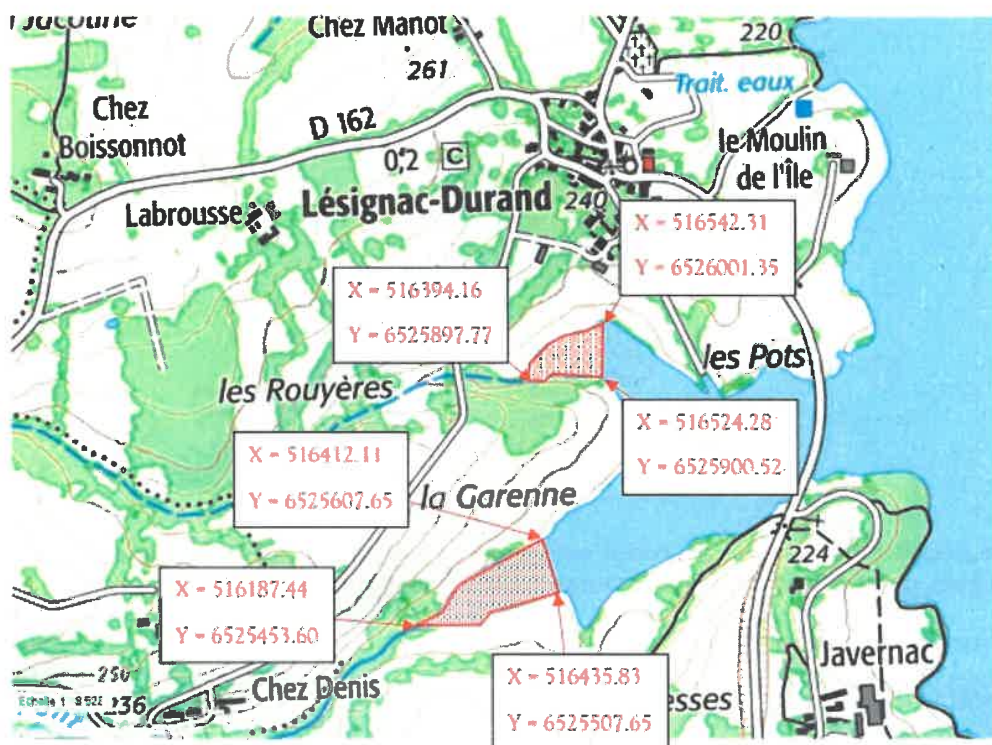 Jacoune
Chez Manot
261
220
Trait. eaux
Chez
Boissonnot
D 162
0,2
C
le Moulin
de l'Île
Labrousse
Lésignac-Durand
240
X = 516542.31
Y = 6526001.35
X = 516394.16
Y = 6525897.77
les Pots
les Rouyères
X = 516524.28
Y = 6525900.52
X = 516412.11
Y = 6525607.65
la Garenne
224
X = 516187.44
Y = 6525453.60
X = 516435.83
Y = 6525507.65
Javernac
250
Chez Denis
esses
136